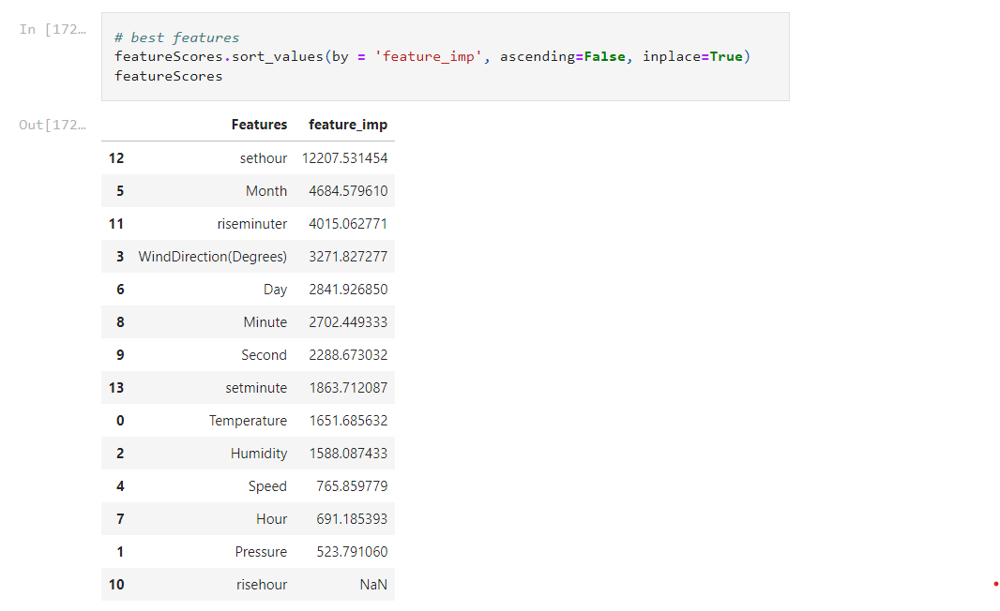 In [172…
# best features
featureScores.sort_values(by = 'feature_imp', ascending=False, inplace=True)
featureScores
Out[172…
Features feature_imp
12 sethour 12207.531454
5 Month 4684.579610
11 riseminuter 4015.062771
3 WindDirection(Degrees) 3271.827277
6 Day 2841.926850
8 Minute 2702.449333
9 Second 2288.673032
13 setminute 1863.712087
0 Temperature 1651.685632
2 Humidity 1588.087433
4 Speed 765.859779
7 Hour 691.185393
1 Pressure 523.791060
10 risehour NaN